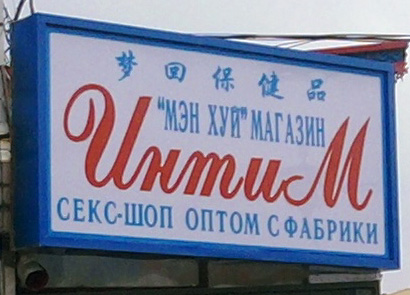 梦回保健品
"МЭН ХУЙ" МАГАЗИН
Интим
СЕКС-ШОП ОПТОМ С ФАБРИКИ